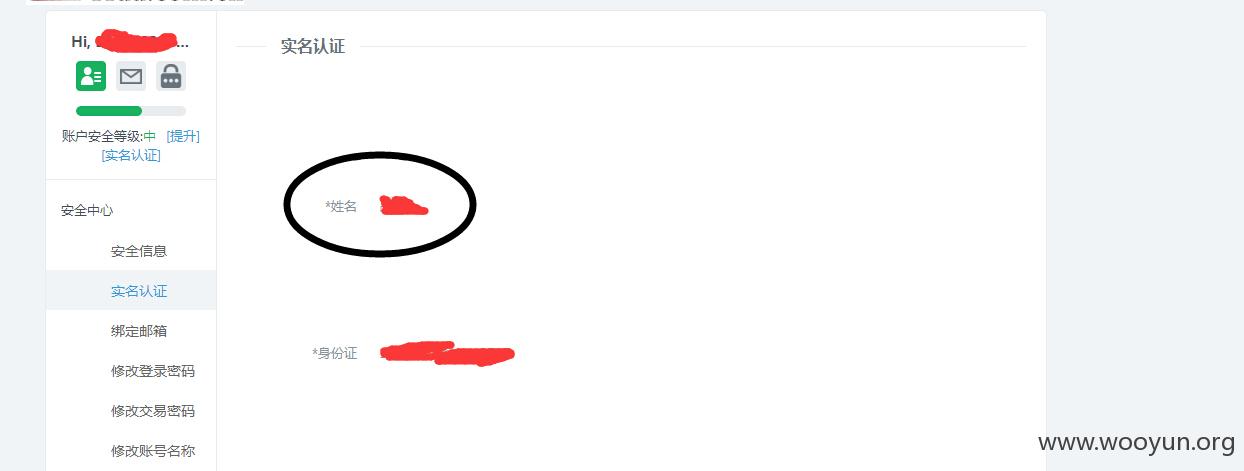 Hi, ...
实名认证
账户安全等级:中 [提升]
[实名认证]
安全中心
安全信息
实名认证
绑定邮箱
修改登录密码
修改交易密码
修改账号名称
*姓名
*身份证
www.wooyun.org